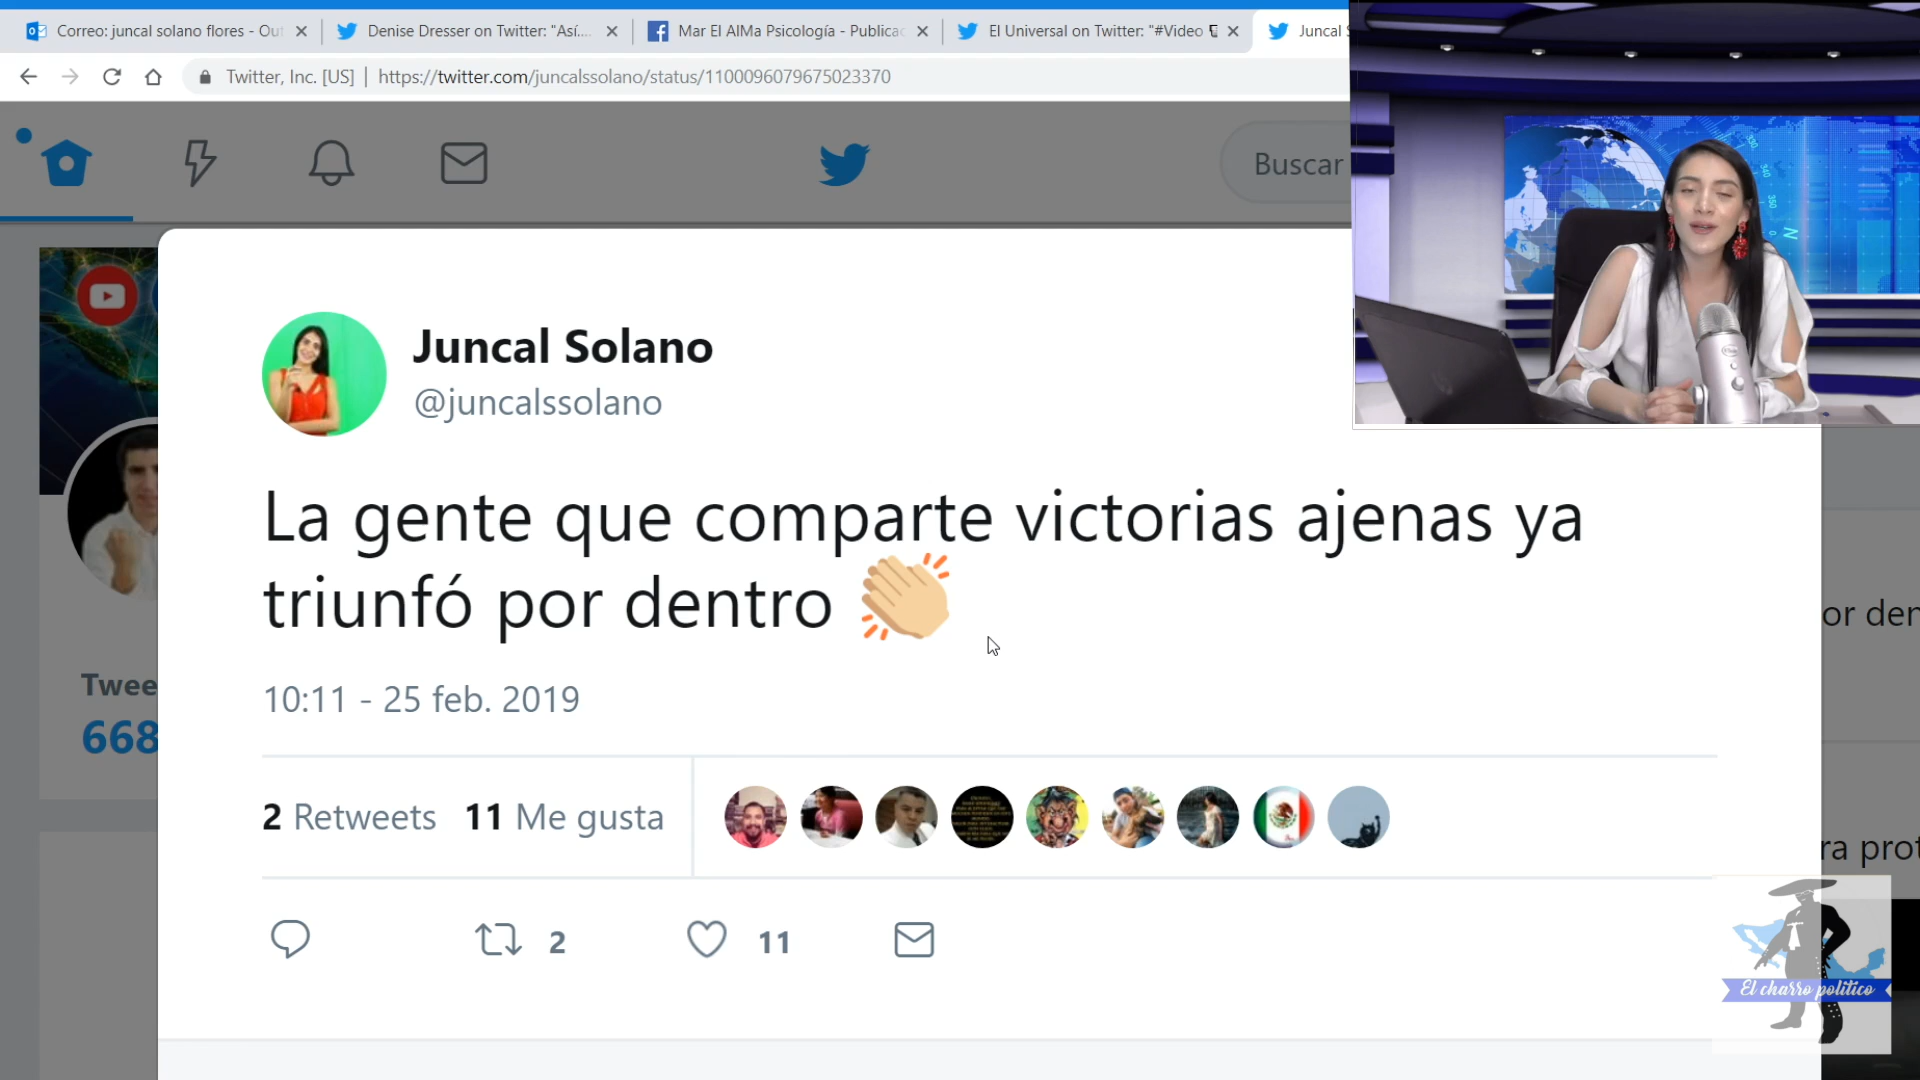 Correo: juncal solano flores - Out
Denise Dresser on Twitter: "Así....
Mar El AlMa Psicología - Publicac
El Universal on Twitter: "#Video
Juncal S
Twitter, Inc. [US] | https://twitter.com/juncalssolano/status/1100096079675023370
Buscar
Juncal Solano
@juncalssolano
La gente que comparte victorias ajenas ya
triunfó por dentro 👏🏼
10:11 - 25 feb. 2019
or den
Twee
668
2 Retweets 11 Me gusta
ra prot
2 11
El charro político